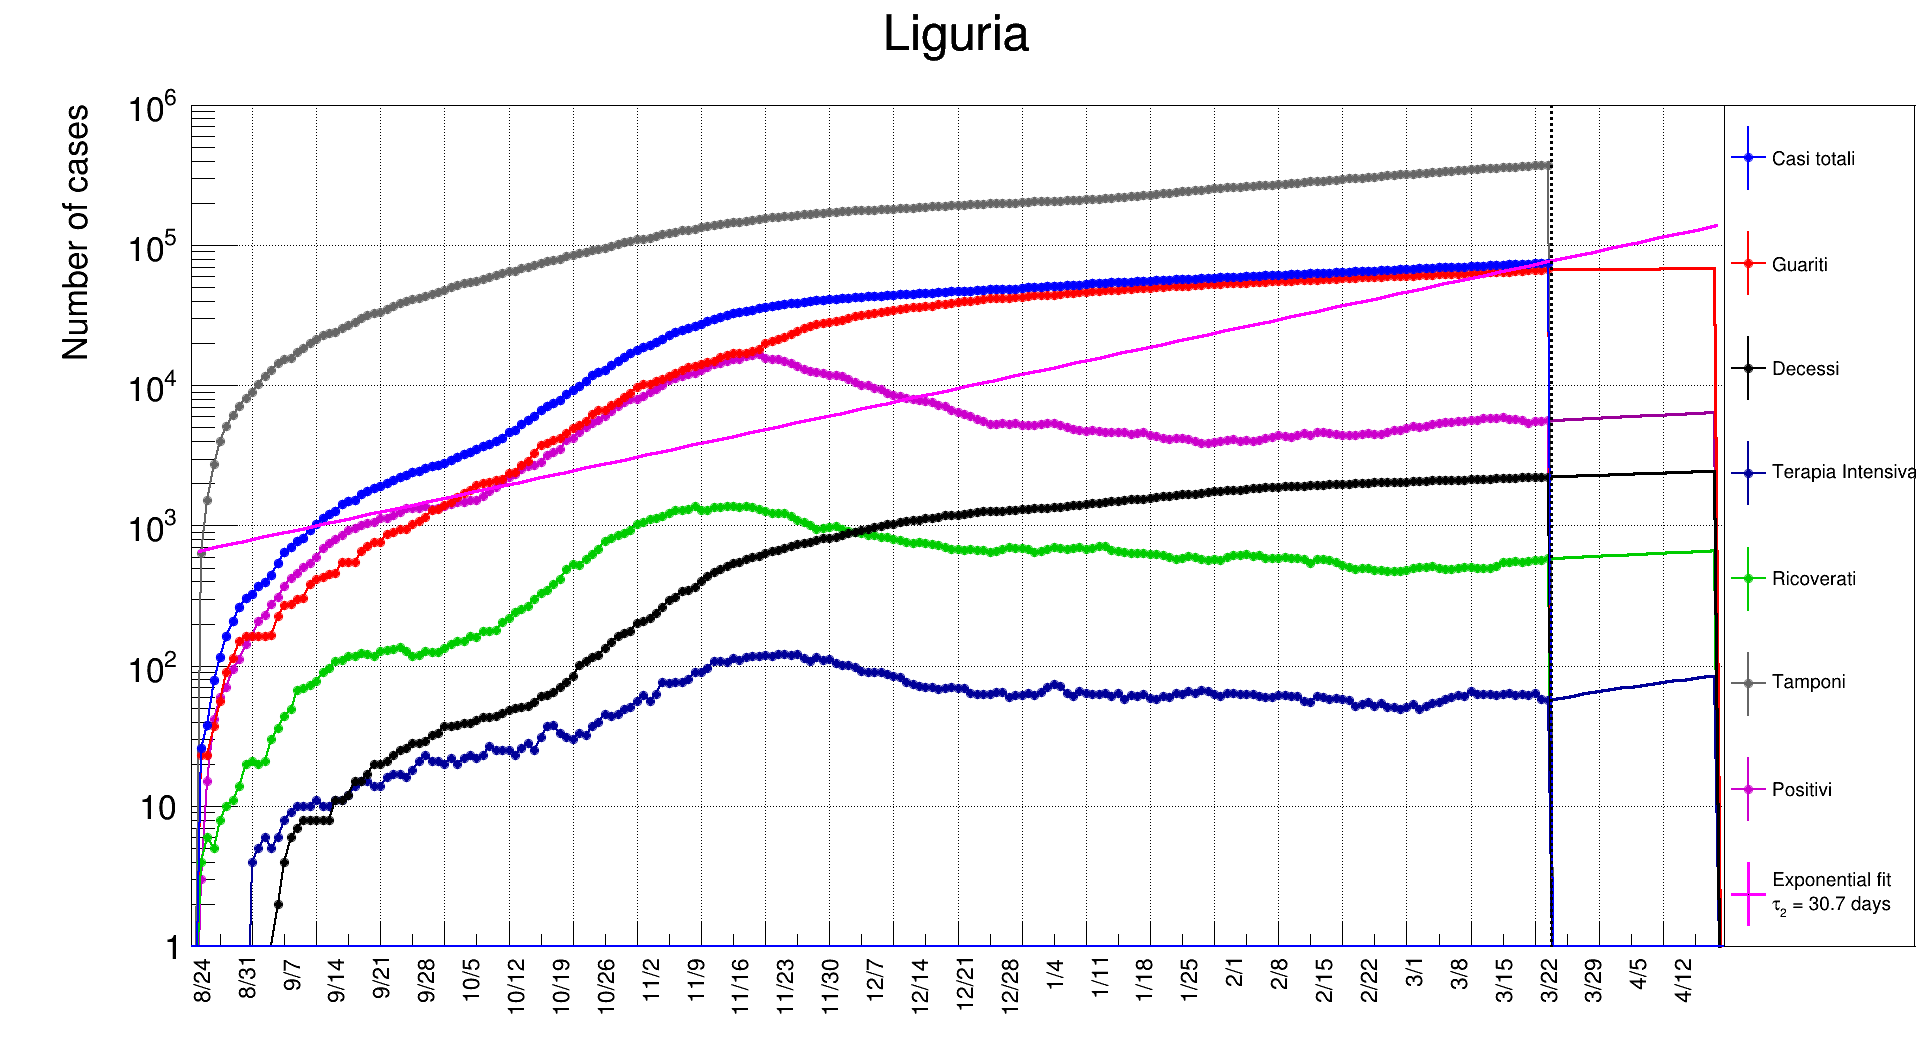 Liguria
Number of cases
10^6
10^5
10^4
10^3
10^2
10
1
8/24 8/31 9/7 9/14 9/21 9/28 10/5 10/12 10/19 10/26 11/2 11/9 11/16 11/23 11/30 12/7 12/14 12/21 12/28 1/4 1/11 1/18 1/25 2/1 2/8 2/15 2/22 3/1 3/8 3/15 3/22 3/29 4/5 4/12
Casi totali
Guariti
Decessi
Terapia Intensiva
Ricoverati
Tamponi
Positivi
Exponential fit
τ₂ = 30.7 days